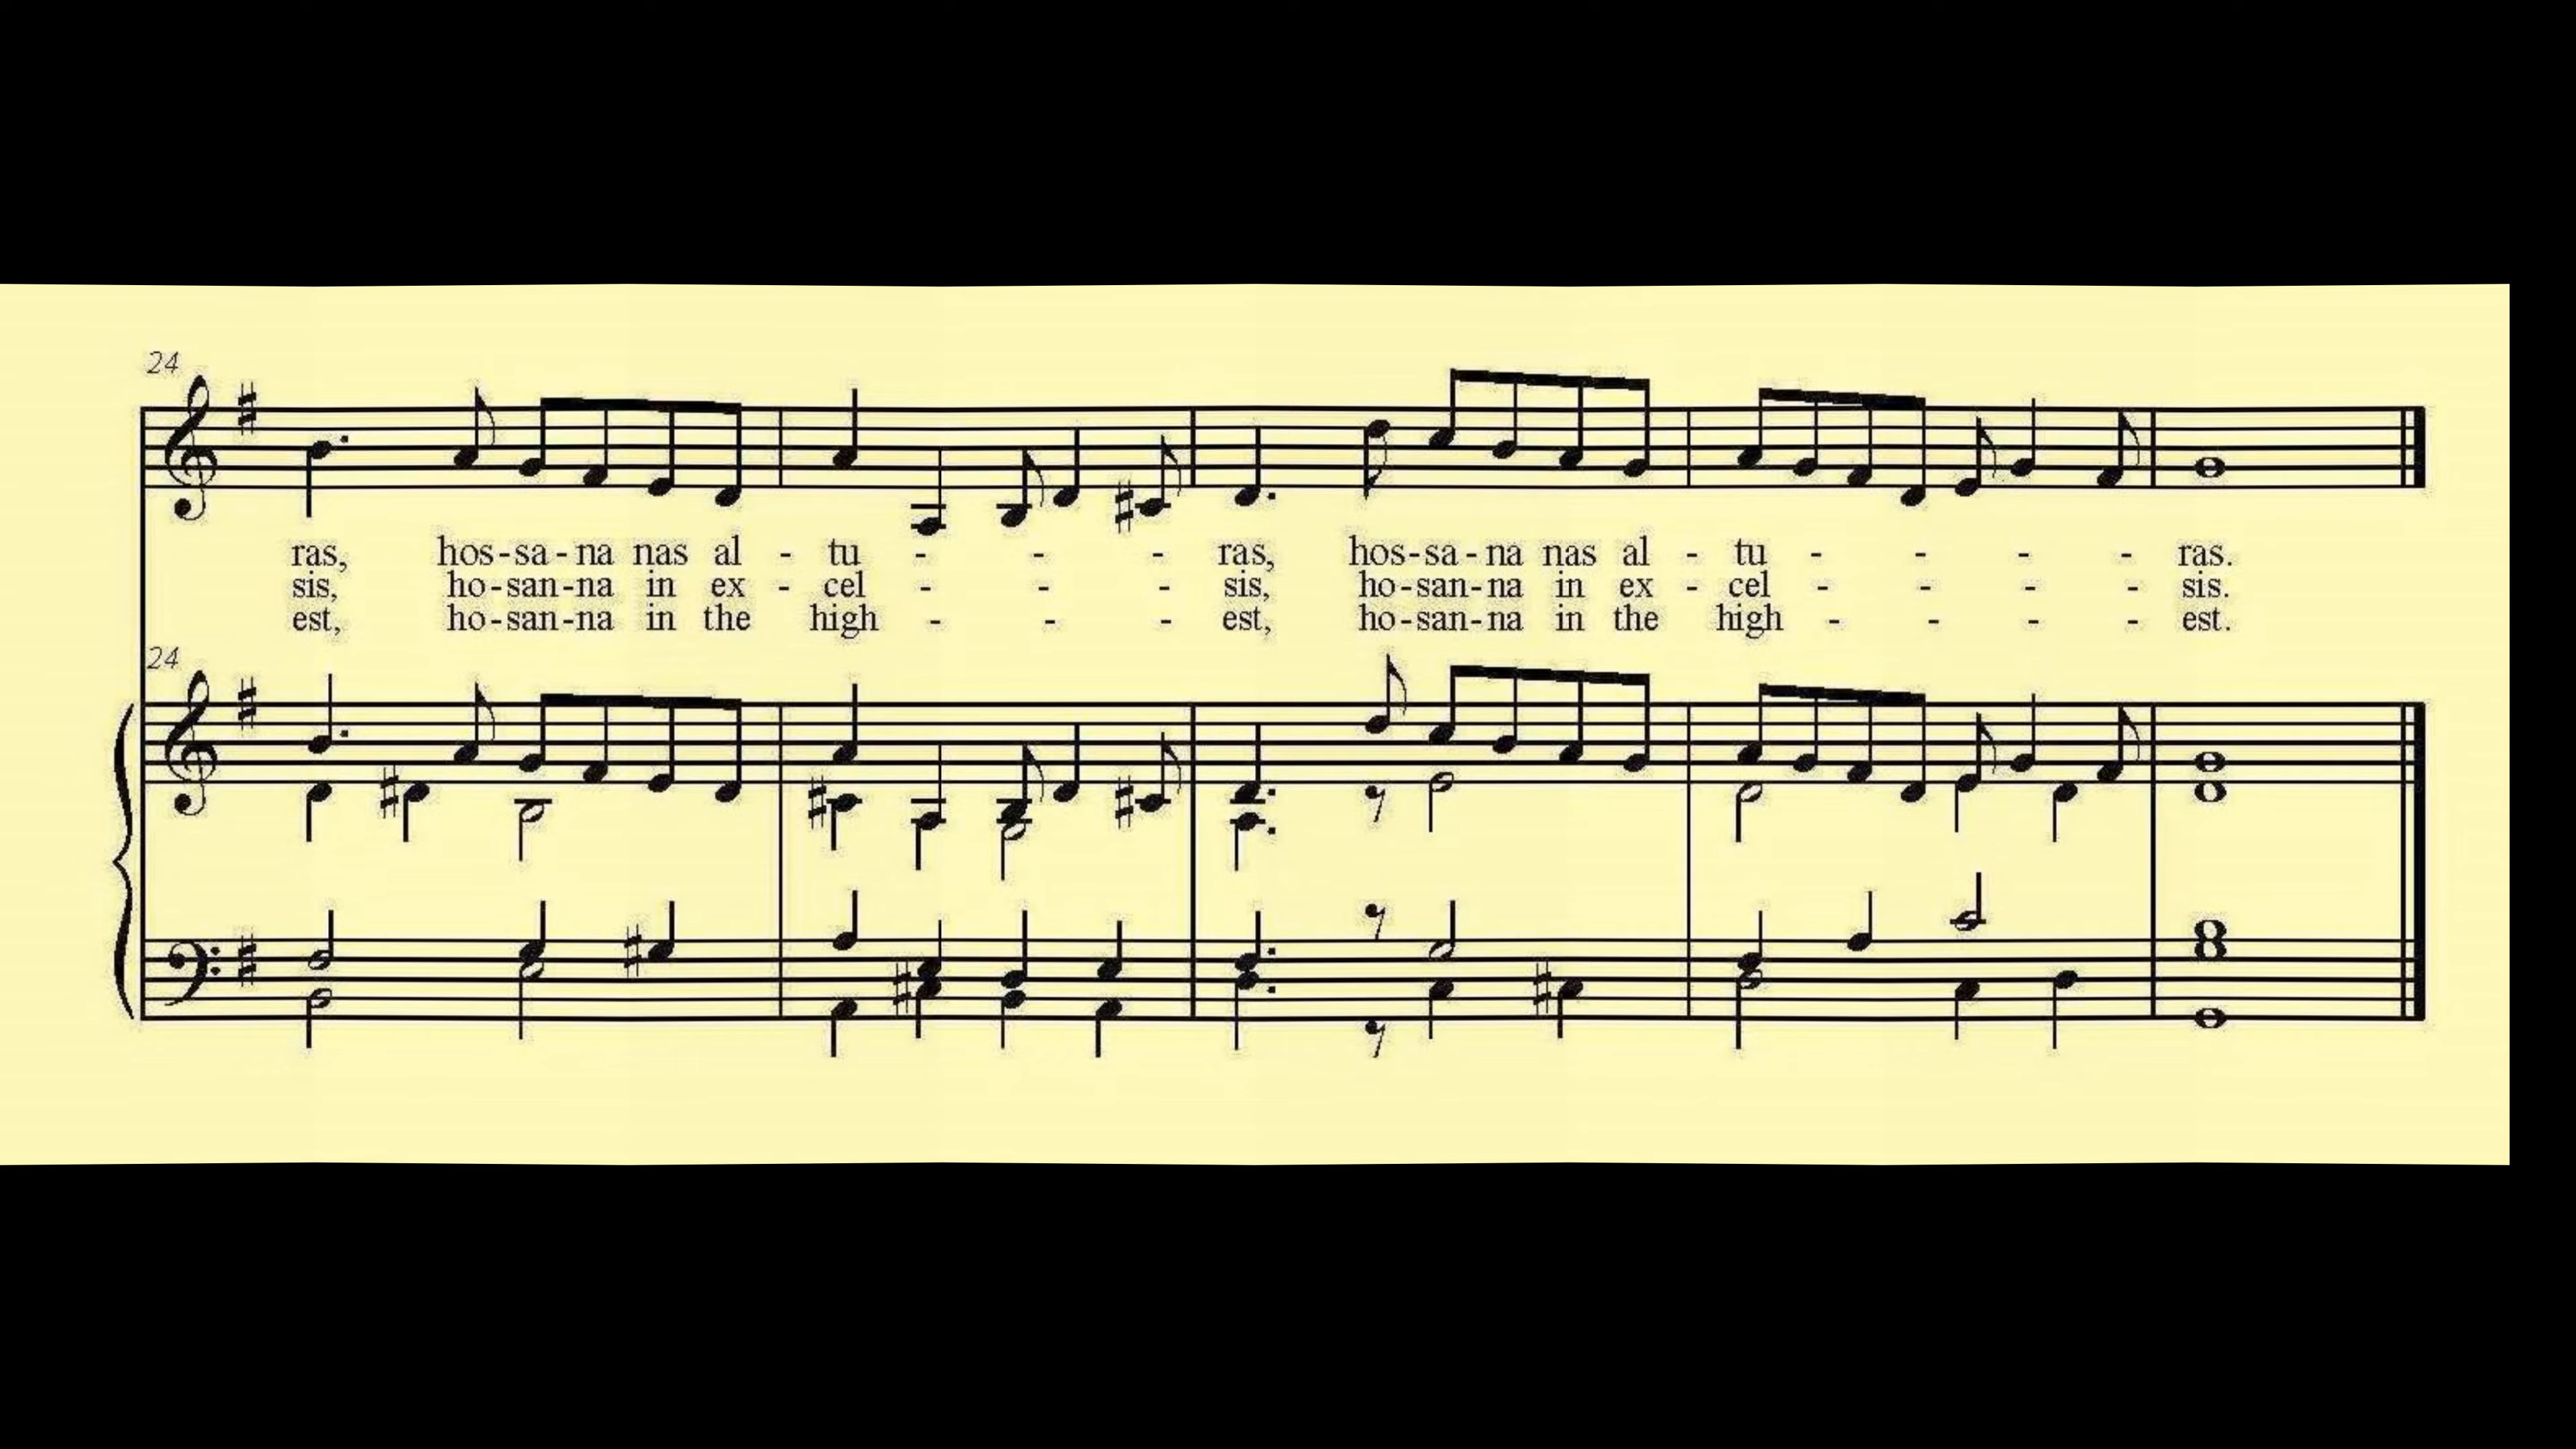 24
ras, hos-sa-na nas al - tu - - - ras, hos-sa-na nas al - tu - - - - ras.
sis, ho-san-na in ex - cel - - - sis, ho-san-na in ex - cel - - - - sis.
est, ho-san-na in the high - - - est, ho-san-na in the high - - - - est.
24